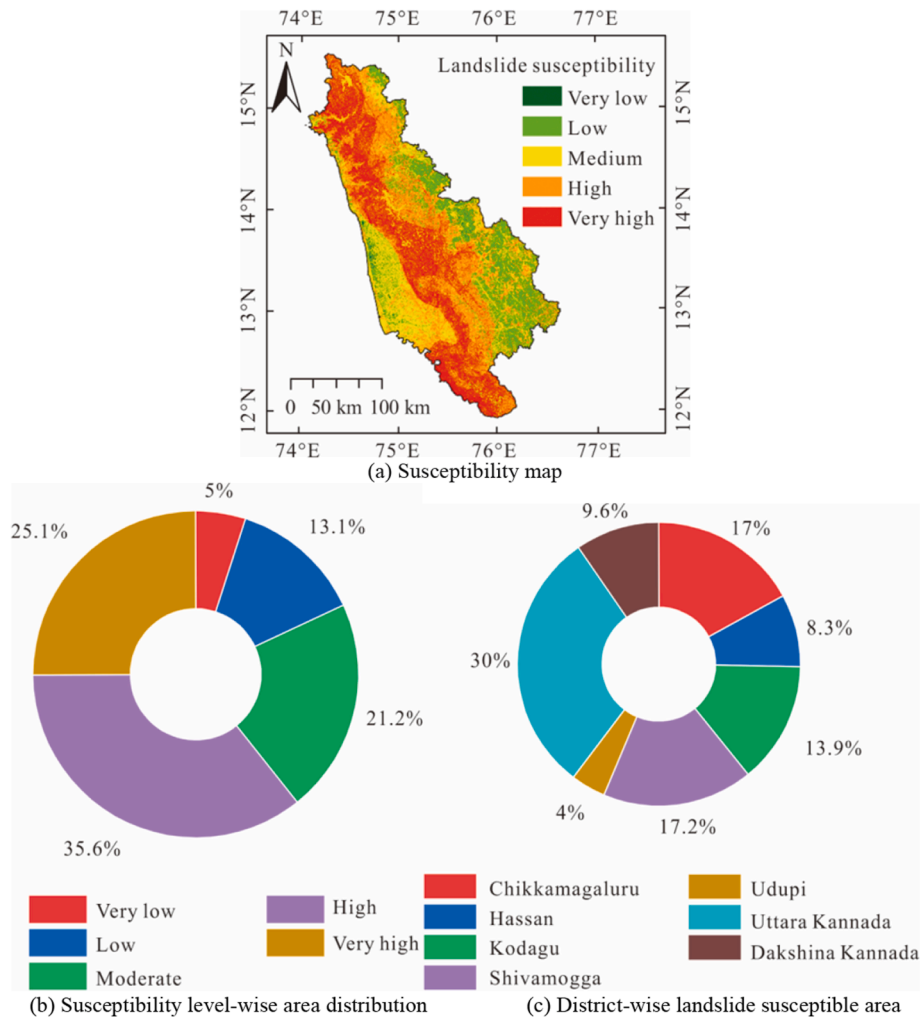 74°E 75°E 76°E 77°E
N
Landslide susceptibility
Very low
Low
Medium
High
Very high
15°N 15°N
14°N 14°N
13°N 13°N
12°N 12°N
0 50 km 100 km
74°E 75°E 76°E 77°E
(a) Susceptibility map
5%
13.1%
21.2%
35.6%
25.1%
Very low
Low
Moderate
High
Very high
(b) Susceptibility level-wise area distribution
17%
8.3%
13.9%
17.2%
4%
30%
9.6%
Chikkamagaluru
Hassan
Kodagu
Shivamogga
Udupi
Uttara Kannada
Dakshina Kannada
(c) District-wise landslide susceptible area